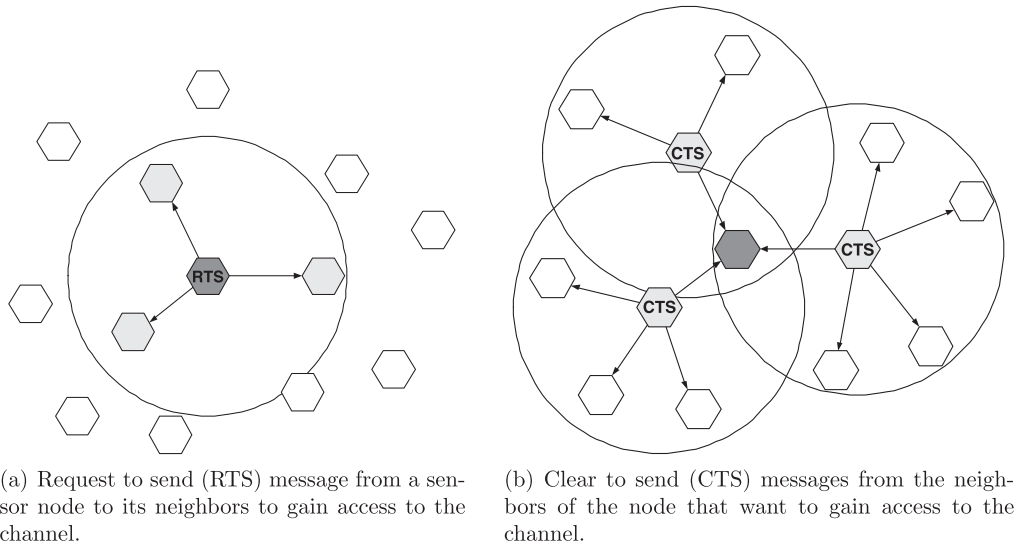 RTS
CTS
CTS
CTS
(a) Request to send (RTS) message from a sen-
sor node to its neighbors to gain access to the
channel.
(b) Clear to send (CTS) messages from the neigh-
bors of the node that want to gain access to the
channel.